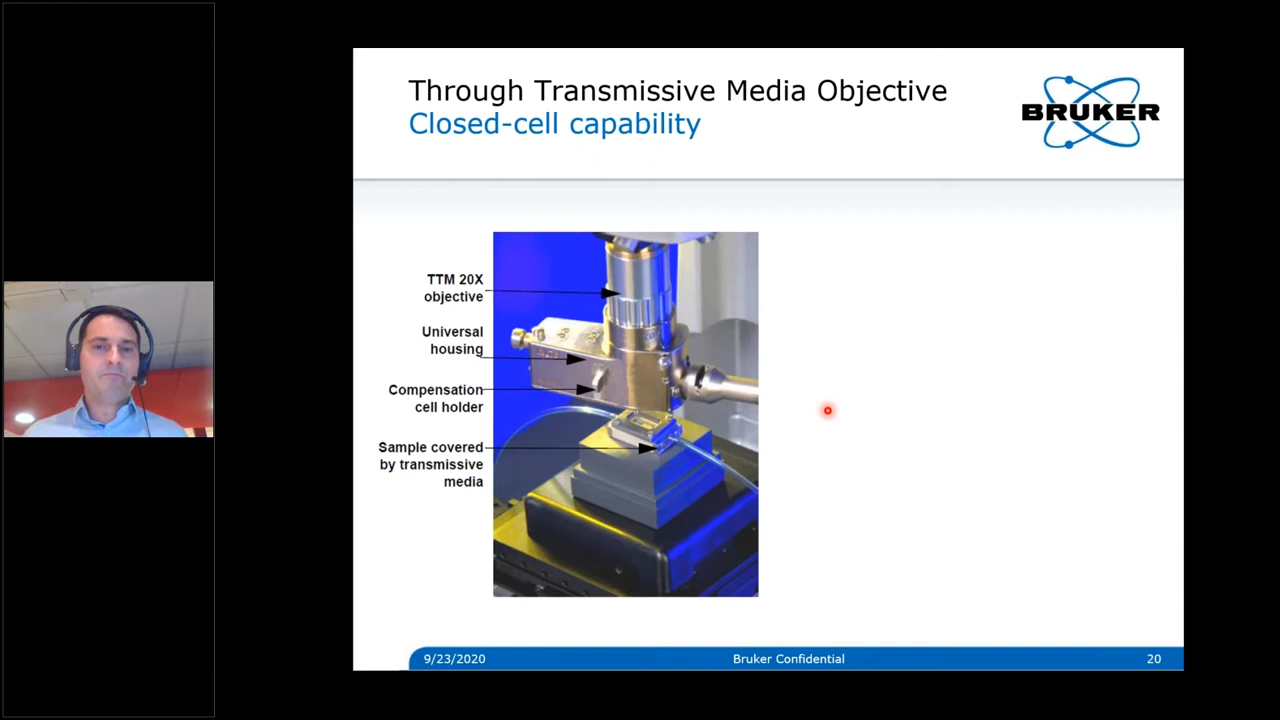 Through Transmissive Media Objective
Closed-cell capability
BRUKER
TTM 20X
objective
Universal
housing
Compensation
cell holder
Sample covered
by transmissive
media
9/23/2020
Bruker Confidential
20